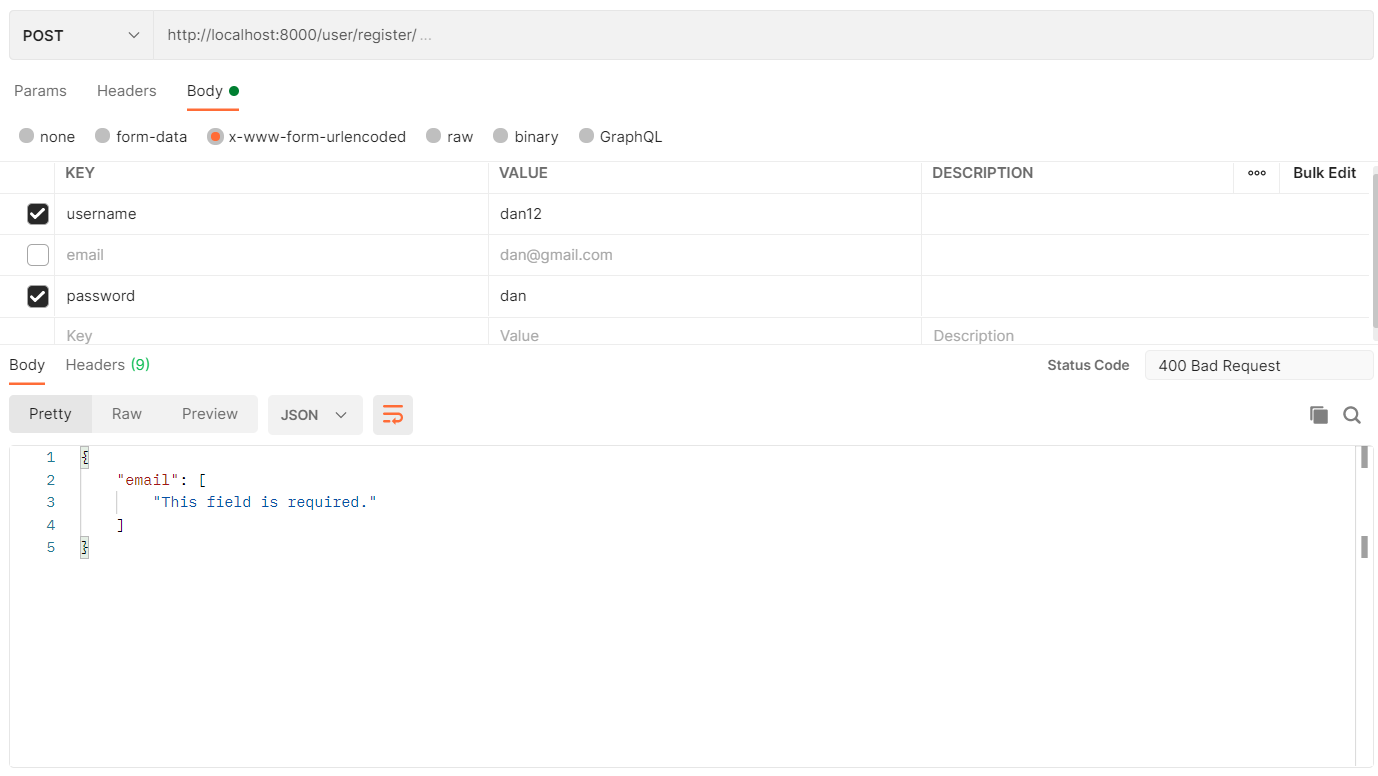 POST http://localhost:8000/user/register/ ...
Params Headers Body
none form-data x-www-form-urlencoded raw binary GraphQL
KEY VALUE DESCRIPTION ooo Bulk Edit
username dan12
email dan@gmail.com
password dan
Key Value Description
Body Headers (9) Status Code 400 Bad Request
Pretty Raw Preview JSON
1 {
2 "email": [
3 "This field is required."
4 ]
5 }